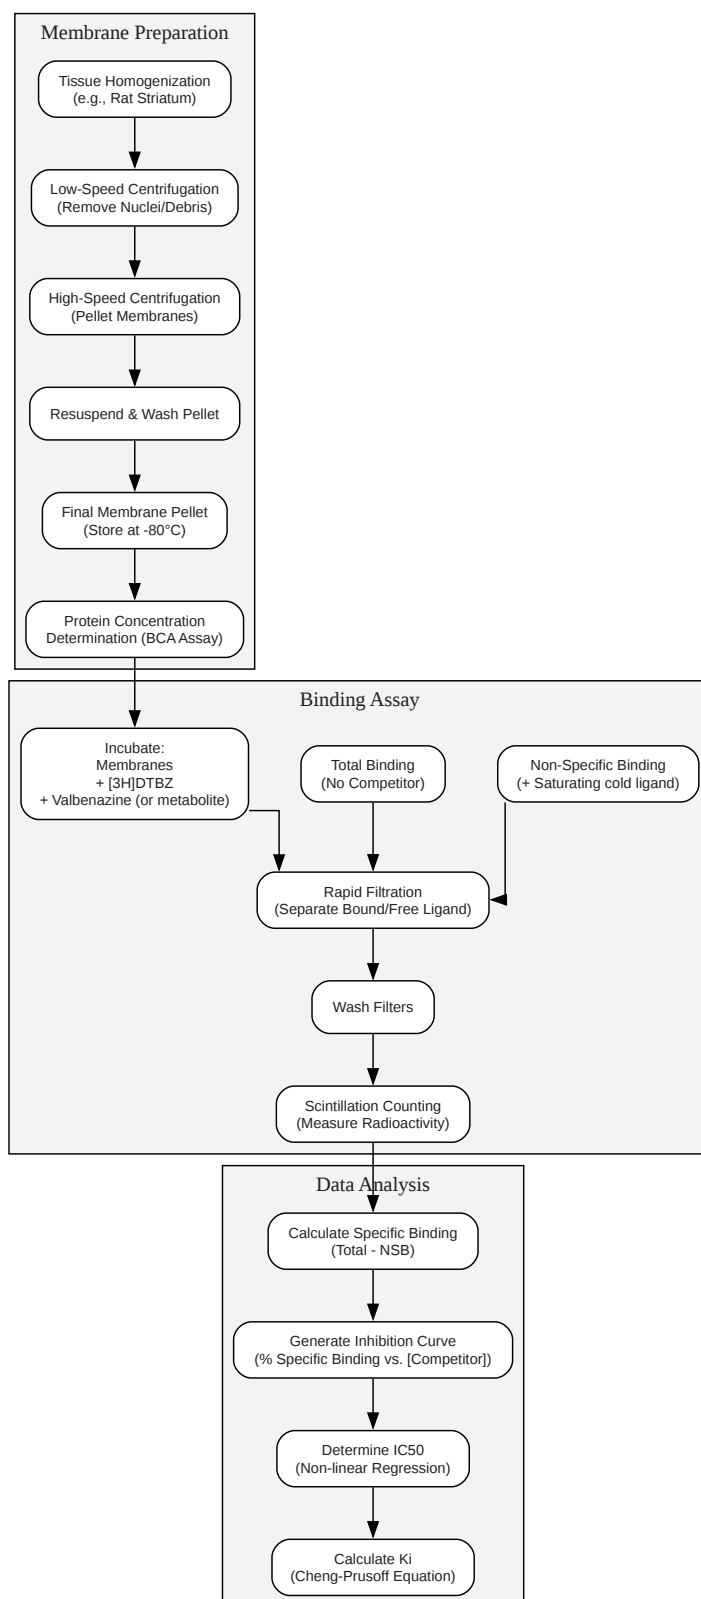 Membrane Preparation
Tissue Homogenization
(e.g., Rat Striatum)
Low-Speed Centrifugation
(Remove Nuclei/Debris)
High-Speed Centrifugation
(Pellet Membranes)
Resuspend & Wash Pellet
Final Membrane Pellet
(Store at -80°C)
Protein Concentration
Determination (BCA Assay)
Binding Assay
Incubate:
Membranes
+ [3H]DTBZ
+ Valbenazine (or metabolite)
Total Binding
(No Competitor)
Non-Specific Binding
(+ Saturating cold ligand)
Rapid Filtration
(Separate Bound/Free Ligand)
Wash Filters
Scintillation Counting
(Measure Radioactivity)
Data Analysis
Calculate Specific Binding
(Total - NSB)
Generate Inhibition Curve
(% Specific Binding vs. [Competitor])
Determine IC50
(Non-linear Regression)
Calculate Ki
(Cheng-Prusoff Equation)